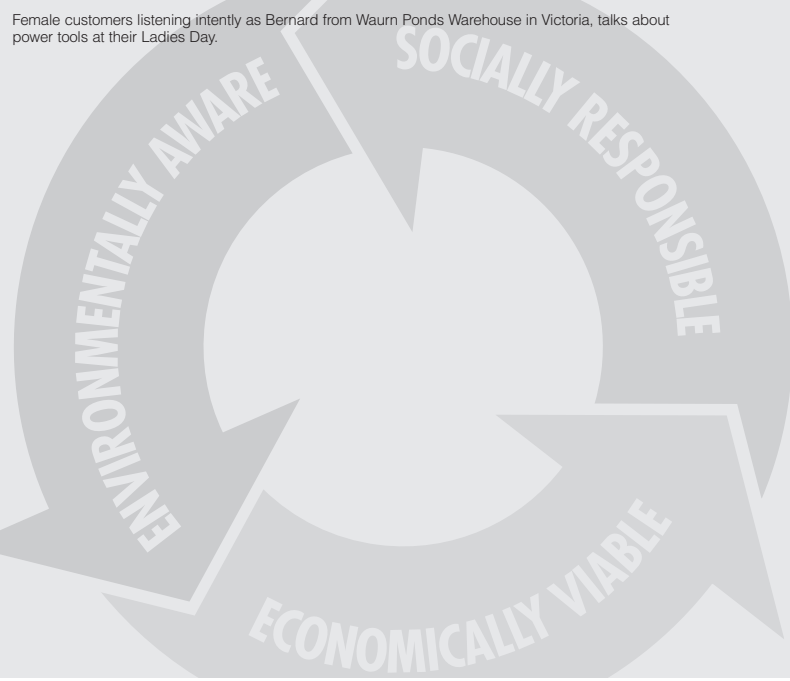 Female customers listening intently as Bernard from Waurn Ponds Warehouse in Victoria, talks about
power tools at their Ladies Day.
SOCIALLY RESPONSIBLE
ENVIRONMENTALLY AWARE
ECONOMICALLY VIABLE